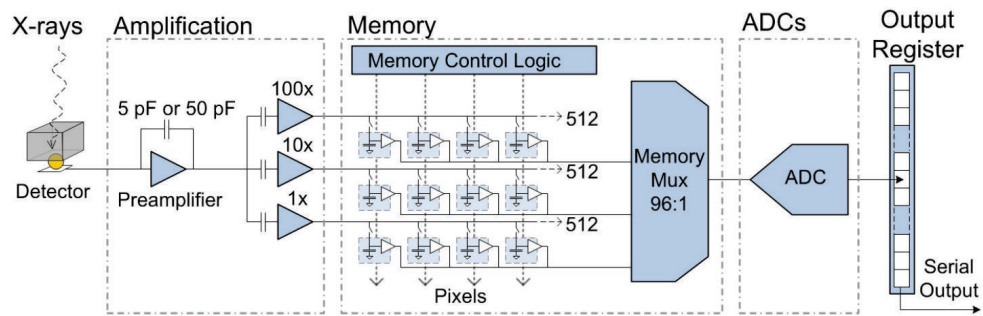 X-rays
Amplification
Memory
ADCs
Output
Register
Memory Control Logic
5 pF or 50 pF
100x
512
10x
512
1x
512
Detector
Preamplifier
Memory
Mux
96:1
ADC
Pixels
Serial
Output